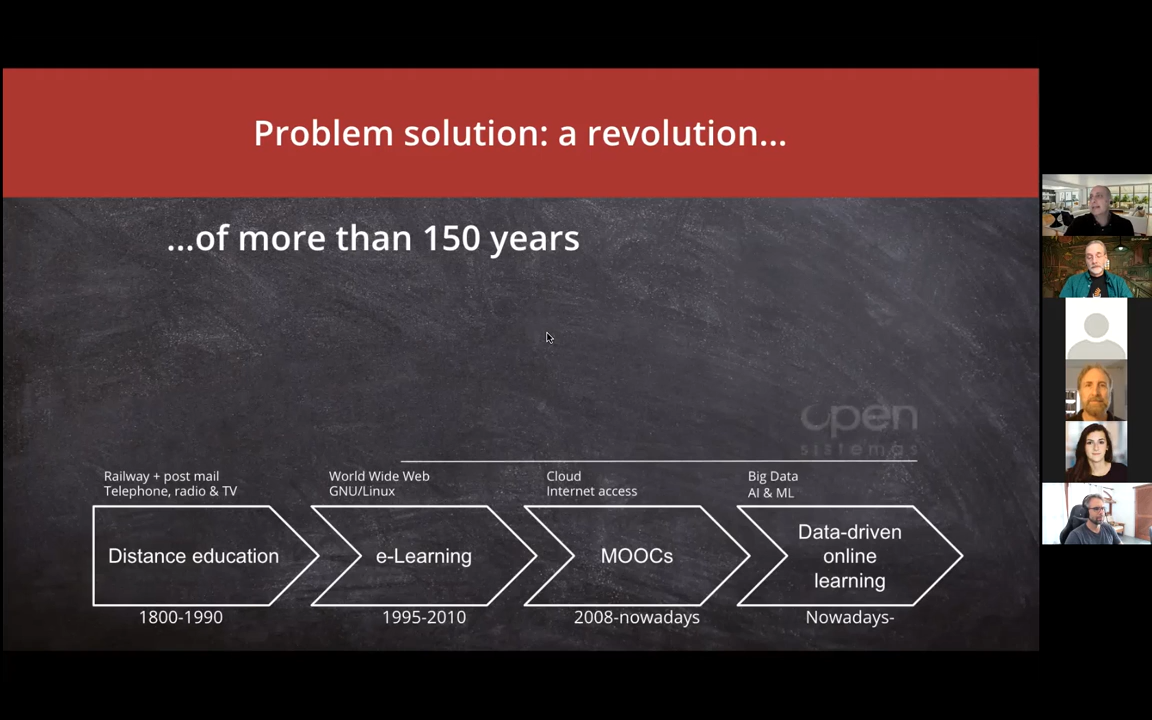 Problem solution: a revolution...
...of more than 150 years
open
sistemas
Railway + post mail
Telephone, radio & TV
World Wide Web
GNU/Linux
Cloud
Internet access
Big Data
AI & ML
Distance education
e-Learning
MOOCs
Data-driven
online
learning
1800-1990
1995-2010
2008-nowadays
Nowadays-